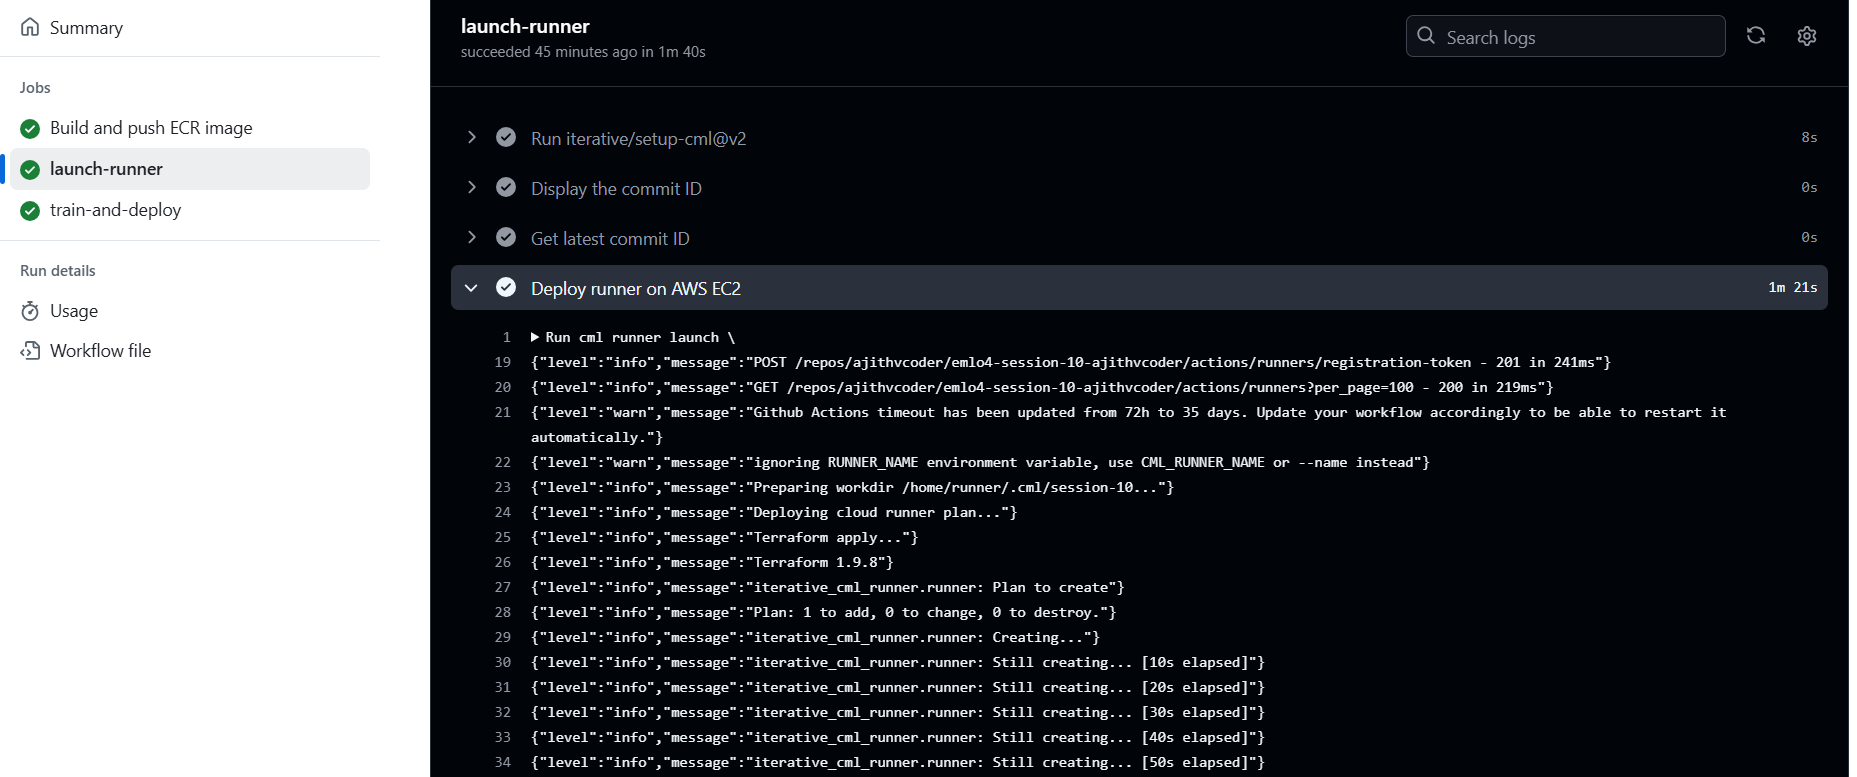 Summary
Jobs
Build and push ECR image
launch-runner
train-and-deploy
Run details
Usage
Workflow file
launch-runner
succeeded 45 minutes ago in 1m 40s
Search logs
Run iterative/setup-cml@v2 8s
Display the commit ID 0s
Get latest commit ID 0s
Deploy runner on AWS EC2 1m 21s
1 Run cml runner launch \
19 {"level":"info","message":"POST /repos/ajithvcoder/emlo4-session-10-ajithvcoder/actions/runners/registration-token - 201 in 241ms"}
20 {"level":"info","message":"GET /repos/ajithvcoder/emlo4-session-10-ajithvcoder/actions/runners?per_page=100 - 200 in 219ms"}
21 {"level":"warn","message":"Github Actions timeout has been updated from 72h to 35 days. Update your workflow accordingly to be able to restart it
automatically."}
22 {"level":"warn","message":"ignoring RUNNER_NAME environment variable, use CML_RUNNER_NAME or --name instead"}
23 {"level":"info","message":"Preparing workdir /home/runner/.cml/session-10..."}
24 {"level":"info","message":"Deploying cloud runner plan..."}
25 {"level":"info","message":"Terraform apply..."}
26 {"level":"info","message":"Terraform 1.9.8"}
27 {"level":"info","message":"iterative_cml_runner.runner: Plan to create"}
28 {"level":"info","message":"Plan: 1 to add, 0 to change, 0 to destroy."}
29 {"level":"info","message":"iterative_cml_runner.runner: Creating..."}
30 {"level":"info","message":"iterative_cml_runner.runner: Still creating... [10s elapsed]"}
31 {"level":"info","message":"iterative_cml_runner.runner: Still creating... [20s elapsed]"}
32 {"level":"info","message":"iterative_cml_runner.runner: Still creating... [30s elapsed]"}
33 {"level":"info","message":"iterative_cml_runner.runner: Still creating... [40s elapsed]"}
34 {"level":"info","message":"iterative_cml_runner.runner: Still creating... [50s elapsed]"}